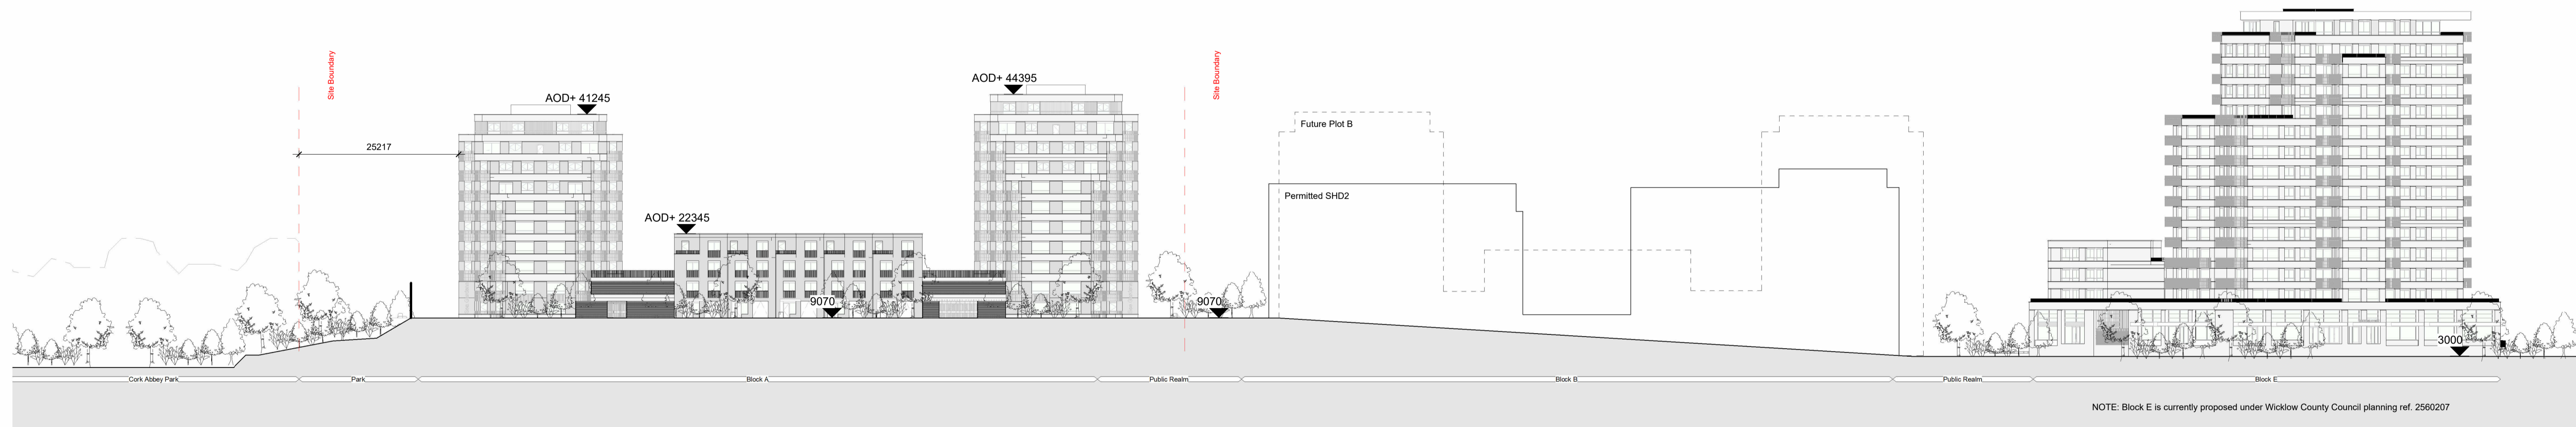 Site Boundary
Site Boundary
AOD+ 44395
AOD+ 41245
Future Plot B
25217
Permitted SHD2
AOD+ 22345
9070
9070
3000
Cork Abbey Park
Park
Block A
Public Realm
Block B
Public Realm
Block E
NOTE: Block E is currently proposed under Wicklow County Council planning ref. 2560207